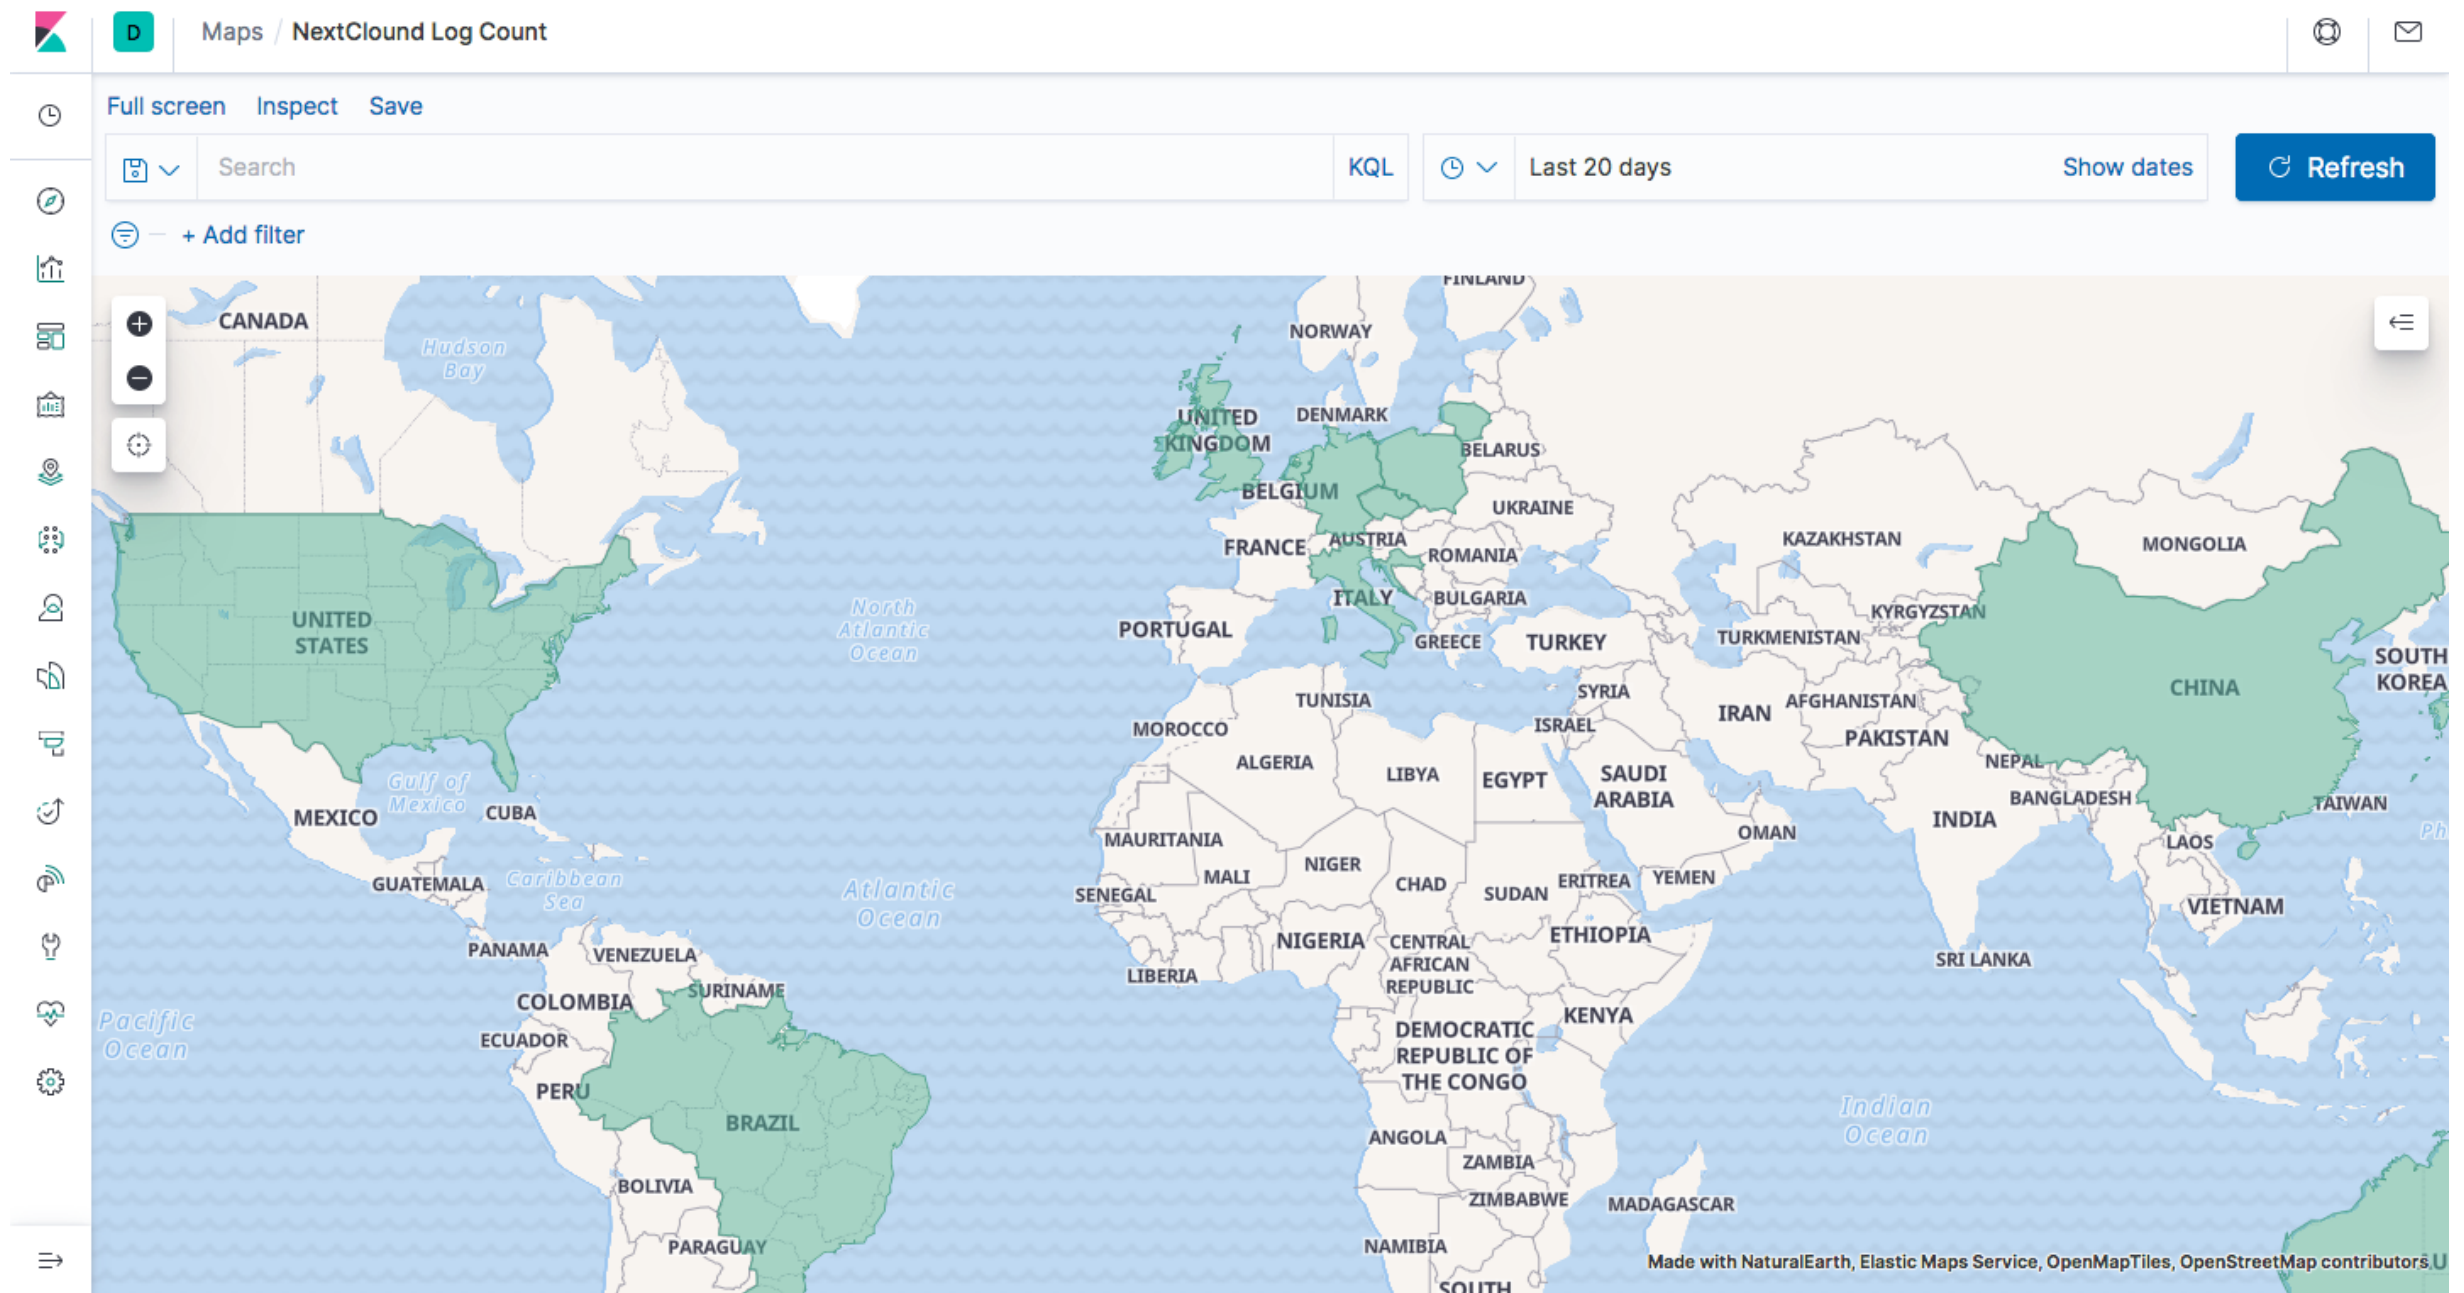 D Maps / NextClound Log Count
Full screen Inspect Save
Search KQL Last 20 days Show dates Refresh
+ Add filter
FINLAND
CANADA
NORWAY
Hudson
Bay
DENMARK
UNITED
KINGDOM
BELARUS
BELGIUM
UKRAINE
AUSTRIA
FRANCE
ROMANIA
KAZAKHSTAN
MONGOLIA
ITALY
BULGARIA
North
Atlantic
Ocean
KYRGYZSTAN
UNITED
STATES
PORTUGAL
GREECE
TURKEY
TURKMENISTAN
SOUTH
KOREA
CHINA
SYRIA
TUNISIA
AFGHANISTAN
IRAN
ISRAEL
MOROCCO
PAKISTAN
ALGERIA
NEPAL
LIBYA
EGYPT
SAUDI
ARABIA
Gulf of
Mexico
BANGLADESH
TAIWAN
MEXICO
CUBA
INDIA
OMAN
Ph
MAURITANIA
LAOS
NIGER
MALI
CHAD
GUATEMALA
Caribbean
Sea
Atlantic
Ocean
SENEGAL
SUDAN
ERITREA
YEMEN
VIETNAM
NIGERIA
CENTRAL
AFRICAN
REPUBLIC
ETHIOPIA
PANAMA
VENEZUELA
SRI LANKA
LIBERIA
SURINAME
COLOMBIA
KENYA
Pacific
Ocean
ECUADOR
DEMOCRATIC
REPUBLIC OF
THE CONGO
PERU
Indian
Ocean
BRAZIL
ANGOLA
ZAMBIA
BOLIVIA
ZIMBABWE
MADAGASCAR
PARAGUAY
NAMIBIA
Made with NaturalEarth, Elastic Maps Service, OpenMapTiles, OpenStreetMap contributors
U
SOUTH